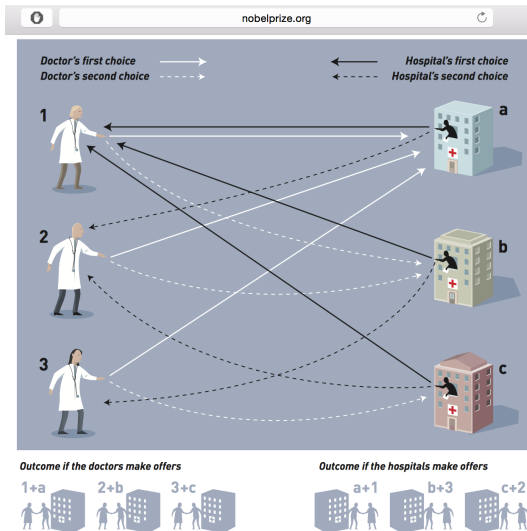 nobelprize.org
Doctor's first choice
Doctor's second choice
Hospital's first choice
Hospital's second choice
1
a
2
b
3
c
Outcome if the doctors make offers
Outcome if the hospitals make offers
1+a 2+b 3+c
a+1 b+3 c+2